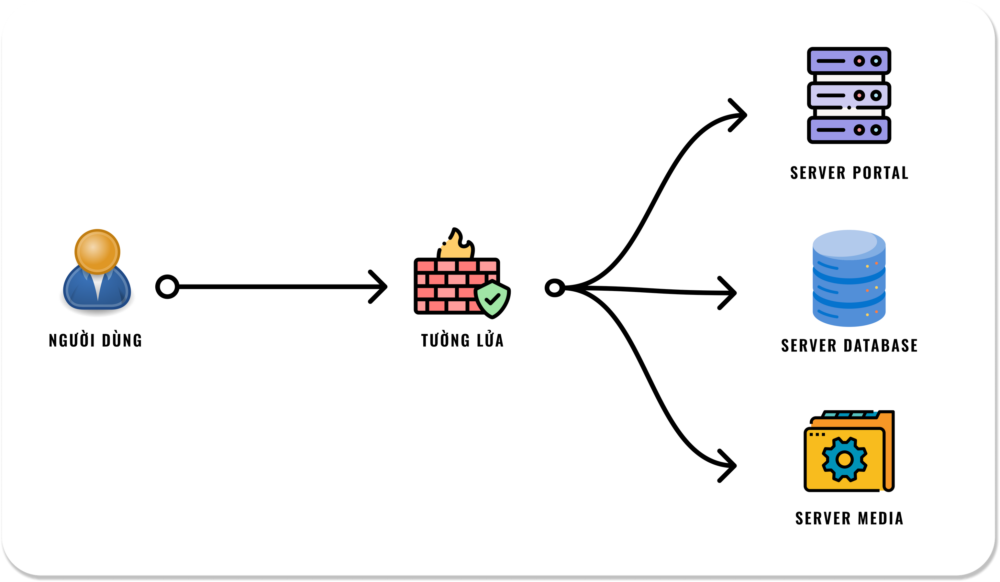 SERVER PORTAL
NGƯỜI DÙNG
TƯỜNG LỬA
SERVER DATABASE
SERVER MEDIA